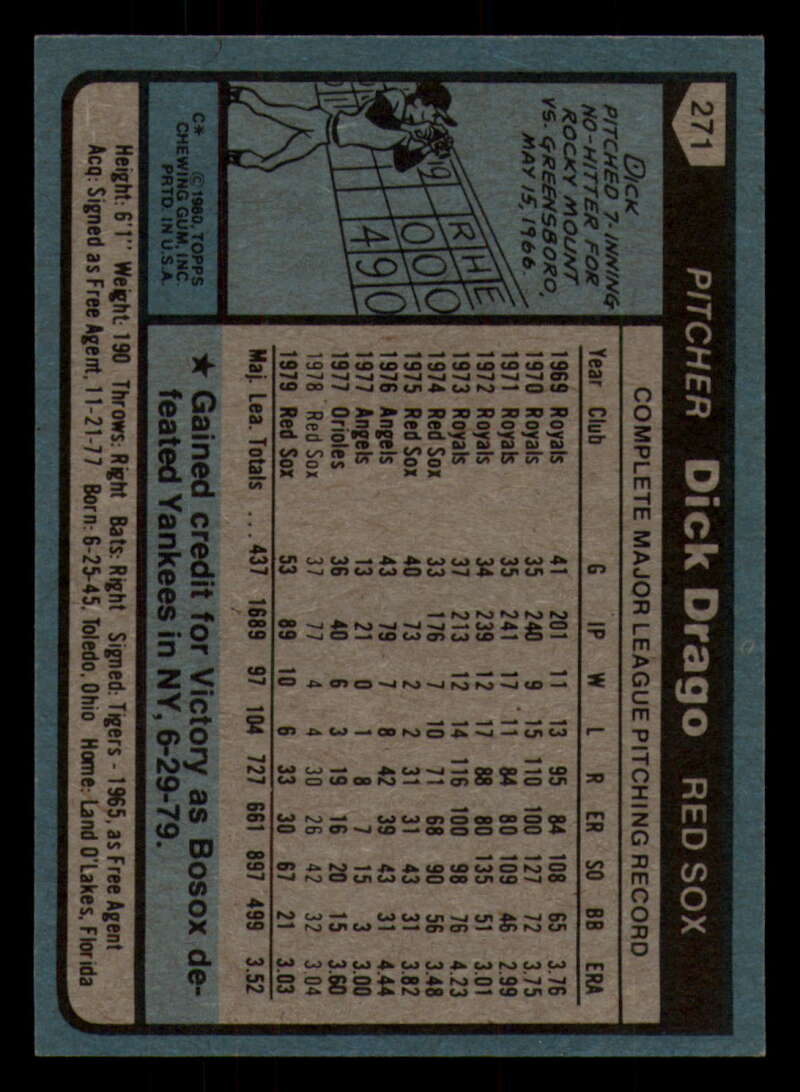 271
PITCHER Dick Drago RED SOX
DICK
PITCHED 7-INNING
NO-HITTER FOR
ROCKY MOUNT
VS. GREENSBORO,
MAY 15, 1966.
9 R H E
0 0 0
4 9 0
C* © 1980, TOPPS
CHEWING GUM, INC.
PRTD. IN U.S.A.
COMPLETE MAJOR LEAGUE PITCHING RECORD
Year Club G IP W L R ER SO BB ERA
1969 Royals 41 201 11 13 95 84 108 65 3.76
1970 Royals 35 240 9 15 110 100 127 72 3.75
1971 Royals 35 241 17 11 84 80 109 46 2.99
1972 Royals 34 239 12 17 88 80 135 51 3.01
1973 Royals 37 213 12 14 116 100 98 76 4.23
1974 Red Sox 33 176 7 10 71 68 90 56 3.48
1975 Red Sox 40 73 2 2 31 31 43 31 3.82
1976 Angels 43 79 7 8 42 39 43 31 4.44
1977 Angels 13 21 0 1 8 7 15 3 3.00
1977 Orioles 36 40 6 3 19 16 20 15 3.60
1978 Red Sox 37 77 4 4 30 26 42 32 3.04
1979 Red Sox 53 89 10 6 33 30 67 21 3.03
Maj. Lea. Totals ... 437 1689 97 104 727 661 897 499 3.52
★ Gained credit for Victory as Bosox de-
feated Yankees in NY, 6-29-79.
Height: 6'1" Weight: 190 Throws: Right Bats: Right Signed: Tigers - 1965, as Free Agent
Acq: Signed as Free Agent, 11-21-77 Born: 6-25-45, Toledo, Ohio Home: Land O'Lakes, Florida